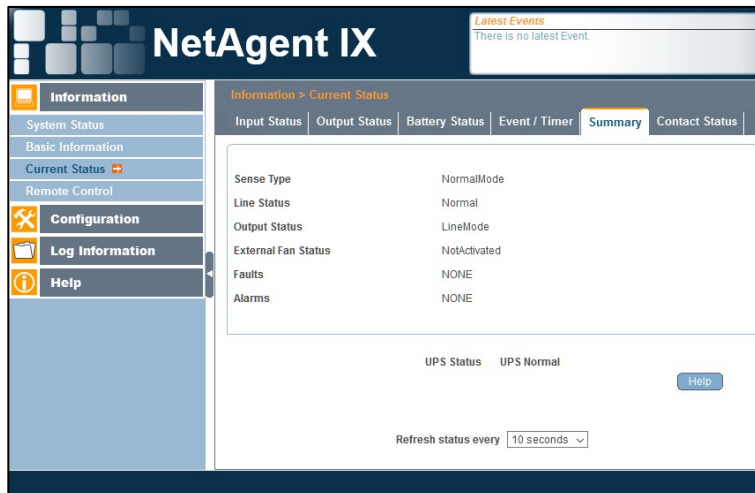 NetAgent IX
Latest Events
There is no latest Event.
Information
System Status
Basic Information
Current Status
Remote Control
Configuration
Log Information
Help
Information > Current Status
Input Status
Output Status
Battery Status
Event / Timer
Summary
Contact Status
Sense Type NormalMode
Line Status Normal
Output Status LineMode
External Fan Status NotActivated
Faults NONE
Alarms NONE
UPS Status UPS Normal
Help
Refresh status every 10 seconds